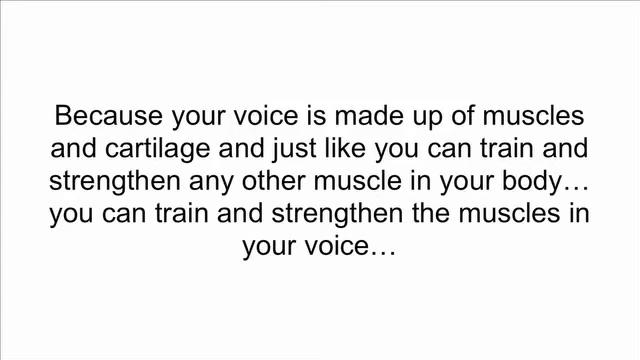 Because your voice is made up of muscles
and cartilage and just like you can train and
strengthen any other muscle in your body…
you can train and strengthen the muscles in
your voice…